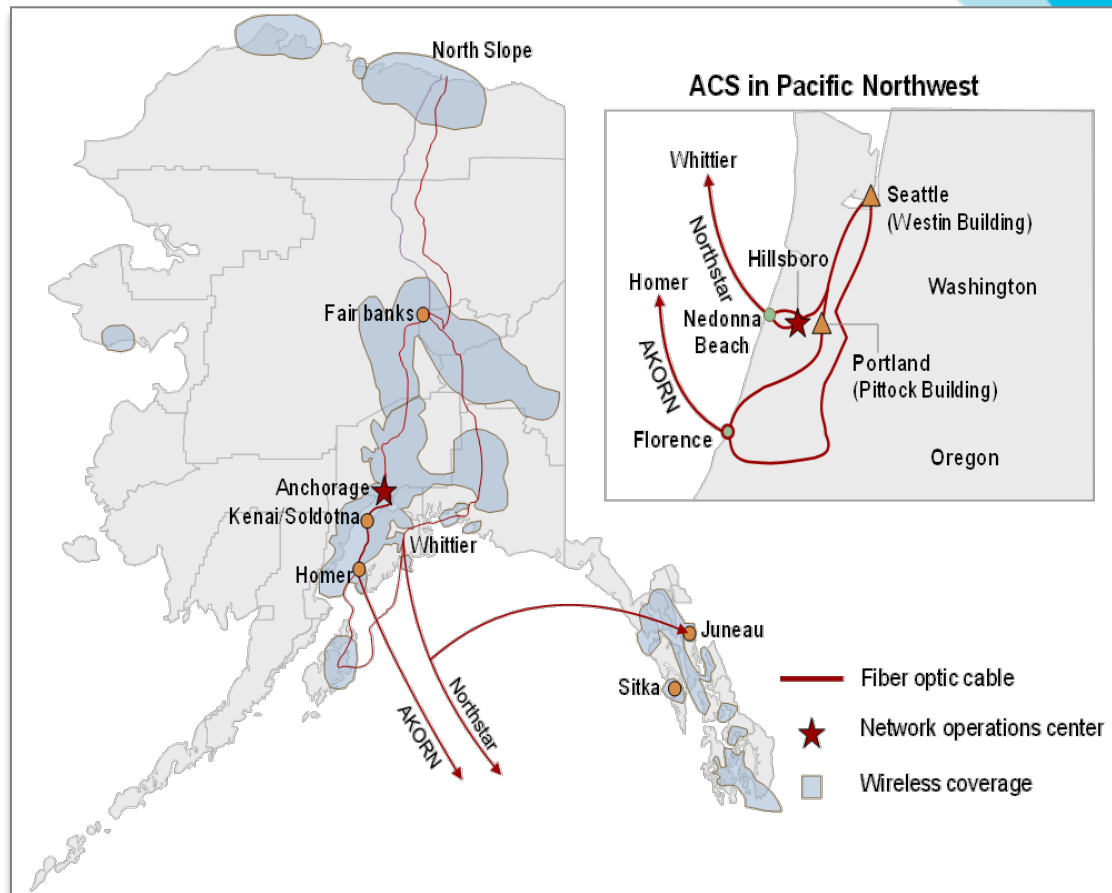 North Slope
Fair banks
Anchorage
Kenai/Soldotna
Whittier
Homer
Juneau
Sitka
Northstar
AKORN
ACS in Pacific Northwest
Whittier
Seattle
(Westin Building)
Northstar
Hillsboro
Homer
Washington
Nedonna
Beach
AKORN
Portland
(Pittock Building)
Florence
Oregon
Fiber optic cable
Network operations center
Wireless coverage